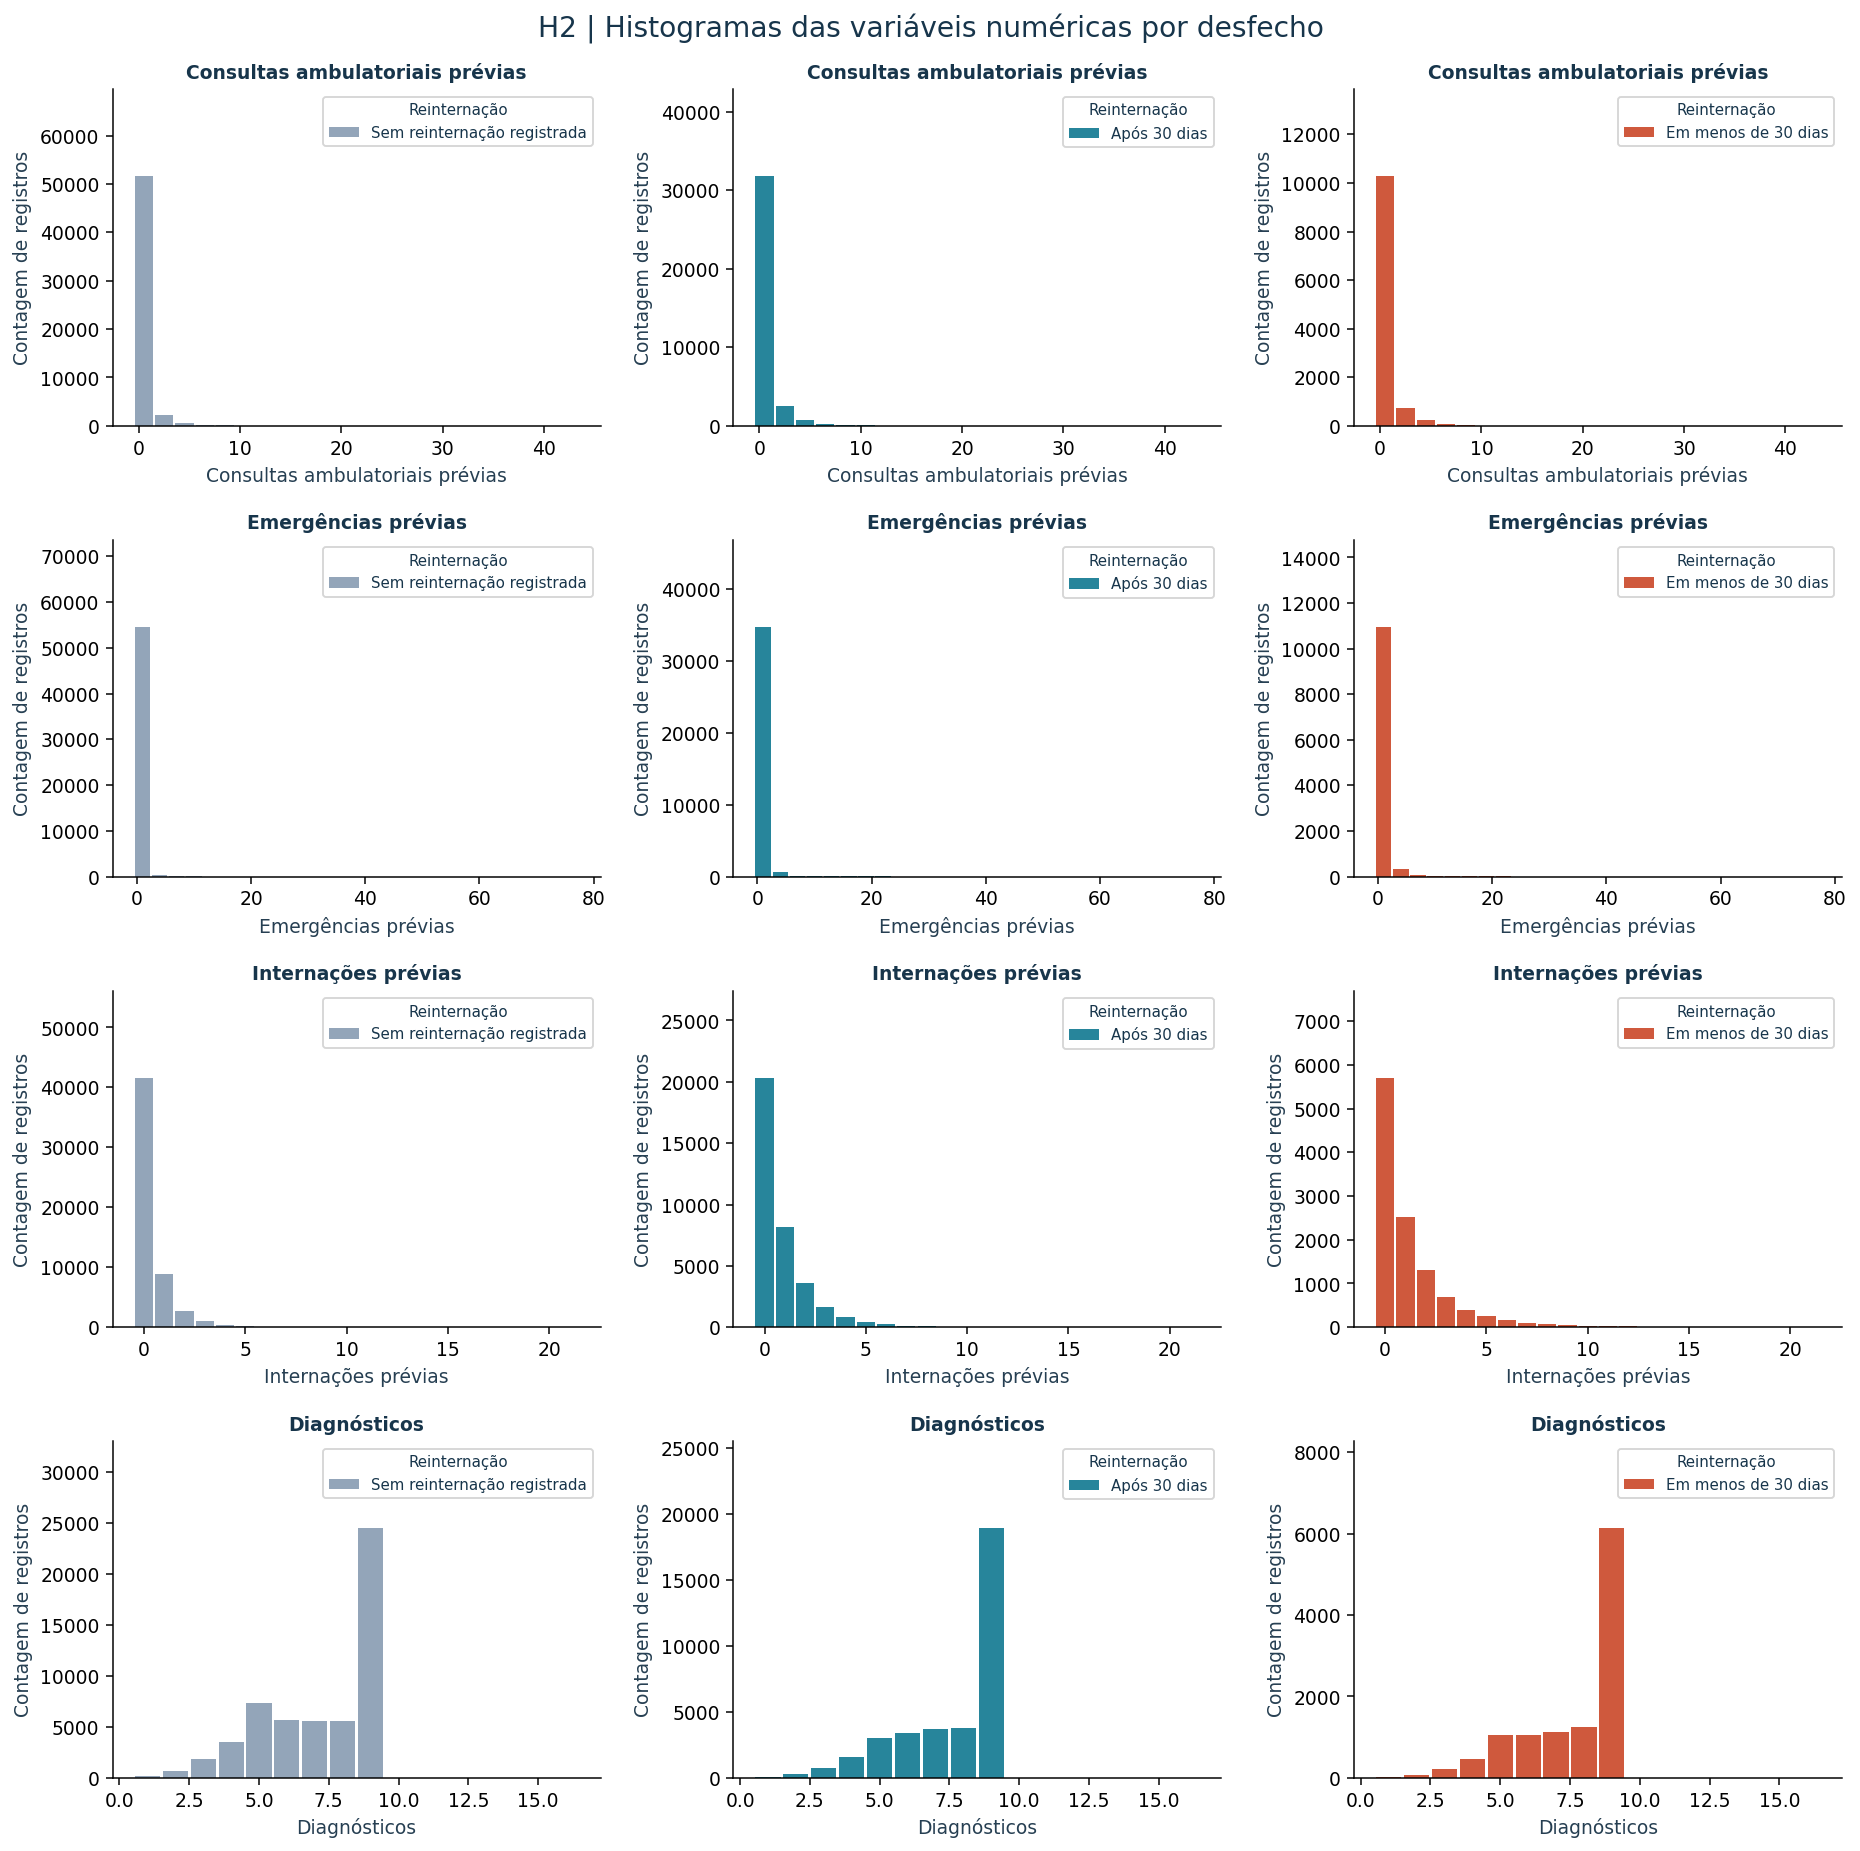 H2 | Histogramas das variáveis numéricas por desfecho
Consultas ambulatoriais prévias
Contagem de registros
60000
50000
40000
30000
20000
10000
0
Reinternação
Sem reinternação registrada
0 10 20 30 40
Consultas ambulatoriais prévias
Consultas ambulatoriais prévias
Contagem de registros
40000
30000
20000
10000
0
Reinternação
Após 30 dias
0 10 20 30 40
Consultas ambulatoriais prévias
Consultas ambulatoriais prévias
Contagem de registros
12000
10000
8000
6000
4000
2000
0
Reinternação
Em menos de 30 dias
0 10 20 30 40
Consultas ambulatoriais prévias
Emergências prévias
Contagem de registros
70000
60000
50000
40000
30000
20000
10000
0
Reinternação
Sem reinternação registrada
0 20 40 60 80
Emergências prévias
Emergências prévias
Contagem de registros
40000
30000
20000
10000
0
Reinternação
Após 30 dias
0 20 40 60 80
Emergências prévias
Emergências prévias
Contagem de registros
14000
12000
10000
8000
6000
4000
2000
0
Reinternação
Em menos de 30 dias
0 20 40 60 80
Emergências prévias
Internações prévias
Contagem de registros
50000
40000
30000
20000
10000
0
Reinternação
Sem reinternação registrada
0 5 10 15 20
Internações prévias
Internações prévias
Contagem de registros
25000
20000
15000
10000
5000
0
Reinternação
Após 30 dias
0 5 10 15 20
Internações prévias
Internações prévias
Contagem de registros
7000
6000
5000
4000
3000
2000
1000
0
Reinternação
Em menos de 30 dias
0 5 10 15 20
Internações prévias
Diagnósticos
Contagem de registros
30000
25000
20000
15000
10000
5000
0
Reinternação
Sem reinternação registrada
0.0 2.5 5.0 7.5 10.0 12.5 15.0
Diagnósticos
Diagnósticos
Contagem de registros
25000
20000
15000
10000
5000
0
Reinternação
Após 30 dias
0.0 2.5 5.0 7.5 10.0 12.5 15.0
Diagnósticos
Diagnósticos
Contagem de registros
8000
6000
4000
2000
0
Reinternação
Em menos de 30 dias
0.0 2.5 5.0 7.5 10.0 12.5 15.0
Diagnósticos